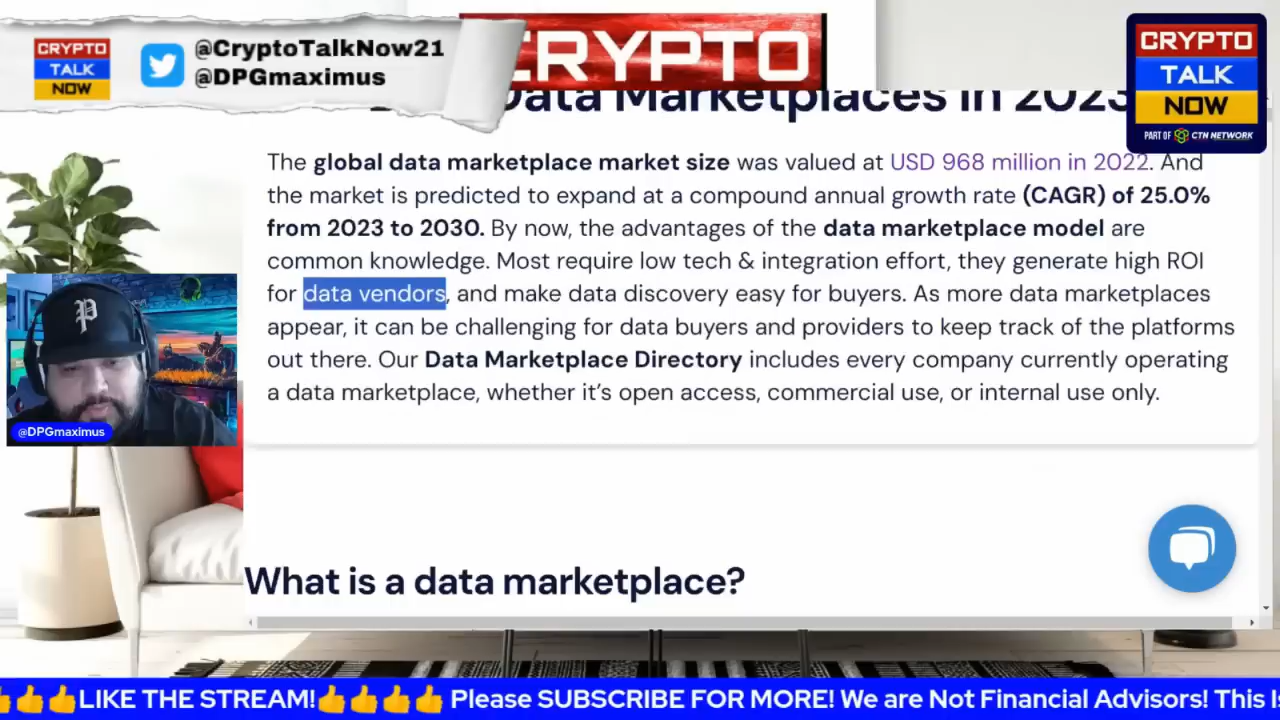 CRYPTO
TALK
NOW
@CryptoTalkNow21
@DPGmaximus
CRYPTO
CRYPTO
TALK
NOW
PART OF CTN NETWORK
Data Marketplaces in 2023
The global data marketplace market size was valued at USD 968 million in 2022. And
the market is predicted to expand at a compound annual growth rate (CAGR) of 25.0%
from 2023 to 2030. By now, the advantages of the data marketplace model are
common knowledge. Most require low tech & integration effort, they generate high ROI
for data vendors, and make data discovery easy for buyers. As more data marketplaces
appear, it can be challenging for data buyers and providers to keep track of the platforms
out there. Our Data Marketplace Directory includes every company currently operating
a data marketplace, whether it’s open access, commercial use, or internal use only.
P
@DPGmaximus
What is a data marketplace?
LIKE THE STREAM! Please SUBSCRIBE FOR MORE! We are Not Financial Advisors! This